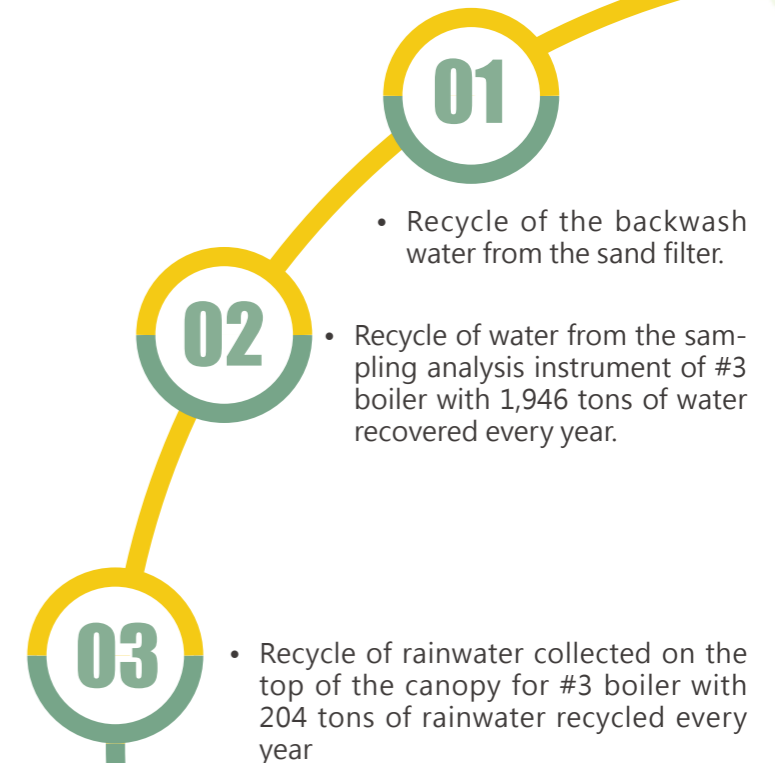 01
• Recycle of the backwash
water from the sand filter.
02
• Recycle of water from the sam-
pling analysis instrument of #3
boiler with 1,946 tons of water
recovered every year.
03
• Recycle of rainwater collected on the
top of the canopy for #3 boiler with
204 tons of rainwater recycled every
year